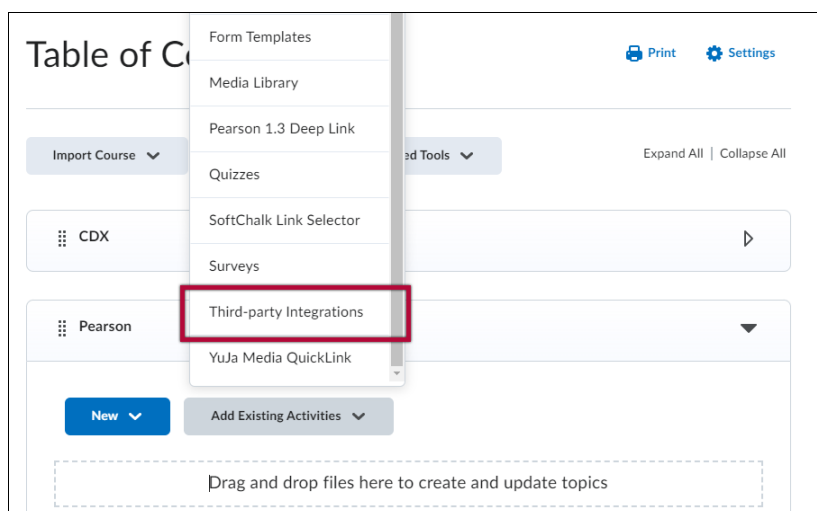 Table of C
Print
Settings
Form Templates
Media Library
Pearson 1.3 Deep Link
Quizzes
SoftChalk Link Selector
Surveys
Third-party Integrations
YuJa Media QuickLink
Import Course
ed Tools
Expand All | Collapse All
CDX
Pearson
New
Add Existing Activities
Drag and drop files here to create and update topics